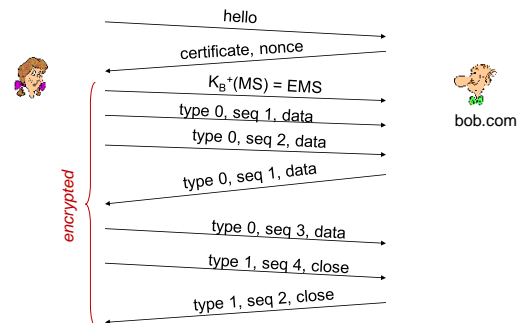 hello
certificate, nonce
K_B⁺(MS) = EMS
type 0, seq 1, data
type 0, seq 2, data
bob.com
type 0, seq 1, data
encrypted
type 0, seq 3, data
type 1, seq 4, close
type 1, seq 2, close